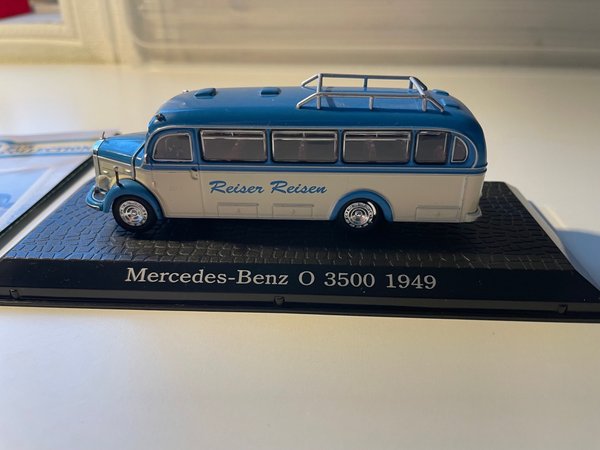 Reiser Reisen
Mercedes-Benz O 3500 1949